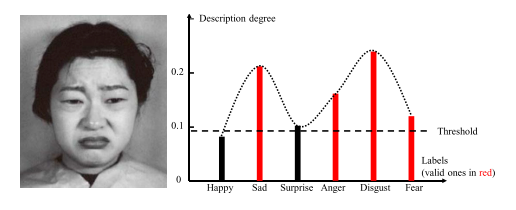 Description degree
0.2
0.1
0
Threshold
Labels
(valid ones in red)
Happy Sad Surprise Anger Disgust Fear